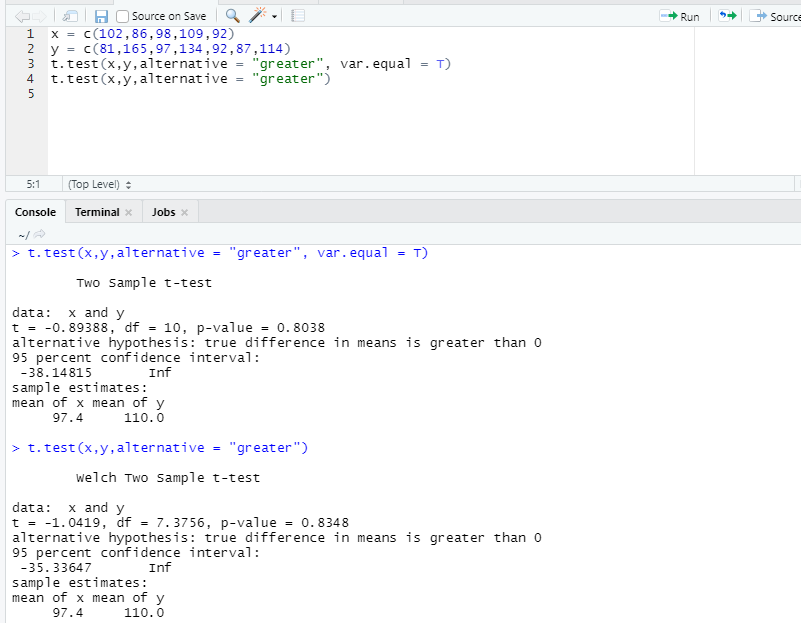 Source on Save
Run
Source
1 x = c(102,86,98,109,92)
2 y = c(81,165,97,134,92,87,114)
3 t.test(x,y,alternative = "greater", var.equal = T)
4 t.test(x,y,alternative = "greater")
5
5:1 (Top Level)
Console Terminal × Jobs ×
~/
> t.test(x,y,alternative = "greater", var.equal = T)
Two Sample t-test
data: x and y
t = -0.89388, df = 10, p-value = 0.8038
alternative hypothesis: true difference in means is greater than 0
95 percent confidence interval:
-38.14815 Inf
sample estimates:
mean of x mean of y
97.4 110.0
> t.test(x,y,alternative = "greater")
Welch Two Sample t-test
data: x and y
t = -1.0419, df = 7.3756, p-value = 0.8348
alternative hypothesis: true difference in means is greater than 0
95 percent confidence interval:
-35.33647 Inf
sample estimates:
mean of x mean of y
97.4 110.0